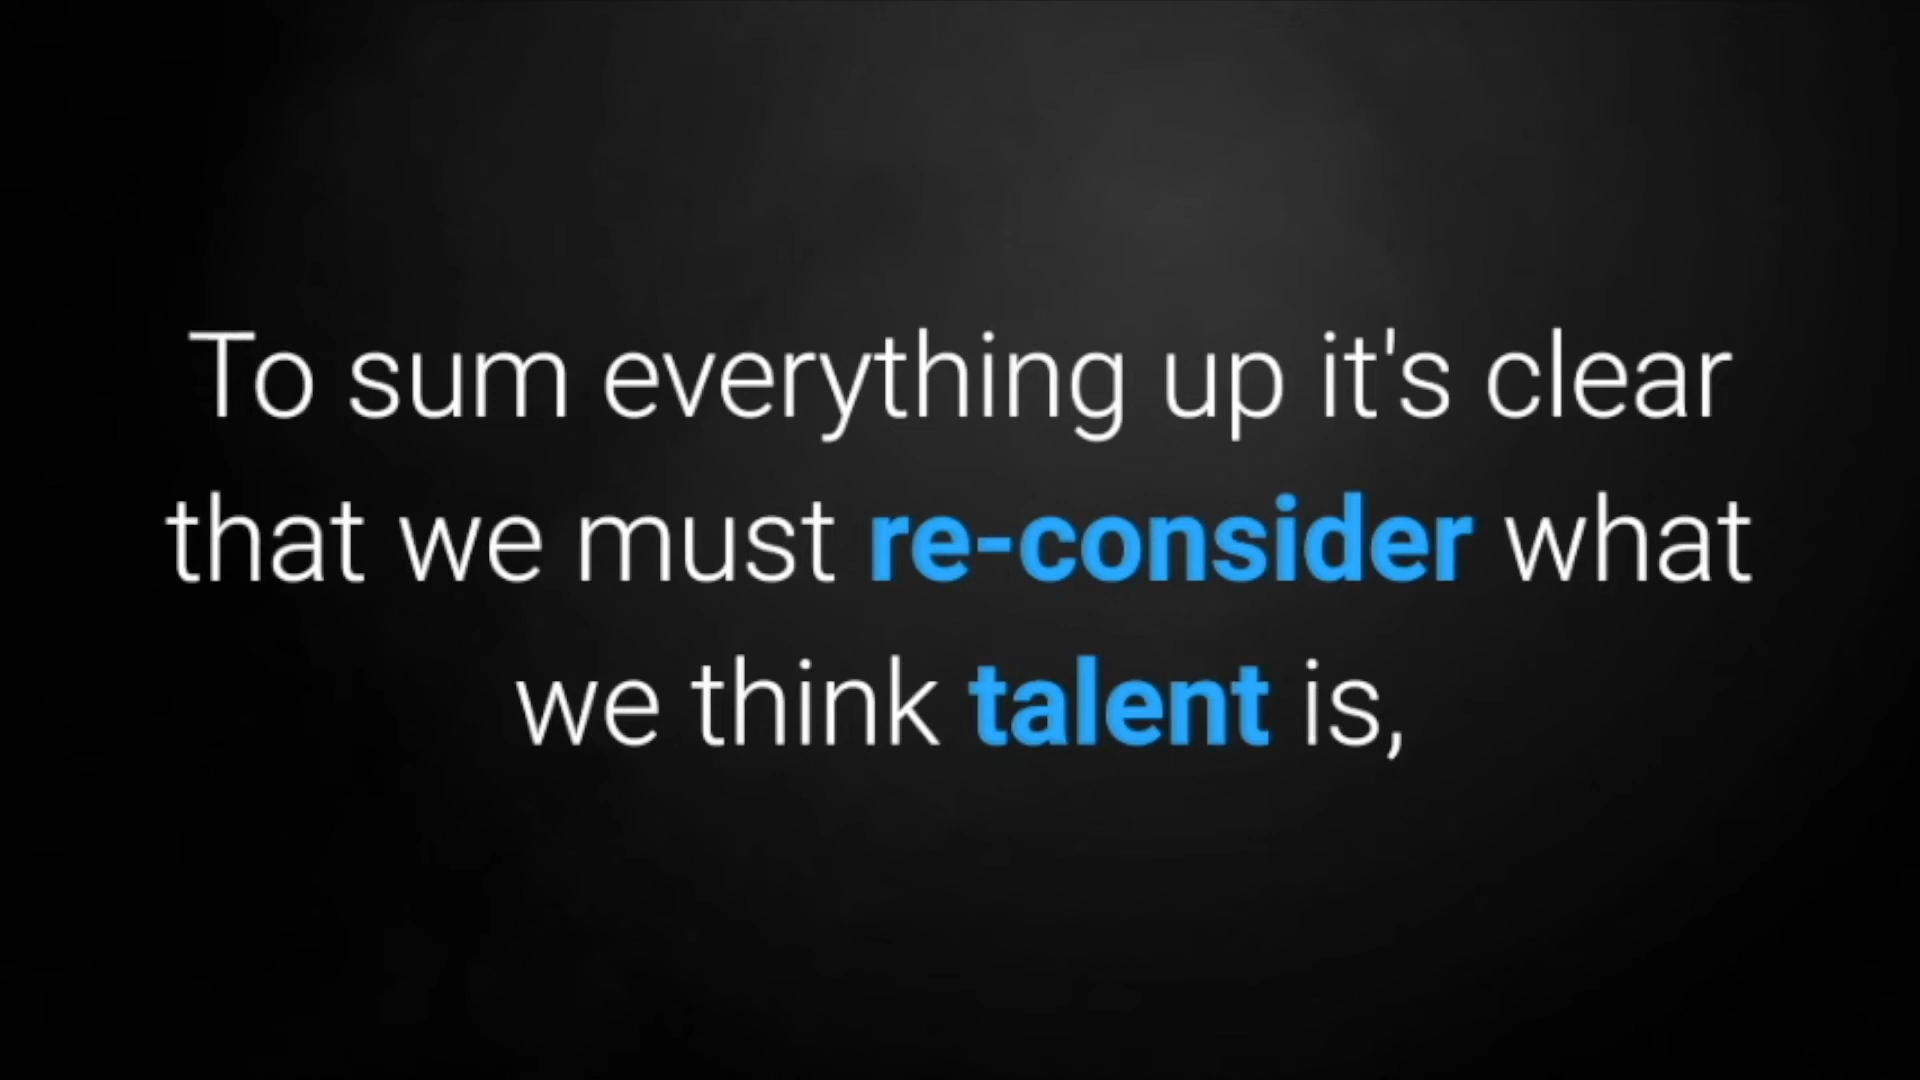 To sum everything up it's clear
that we must re-consider what
we think talent is,